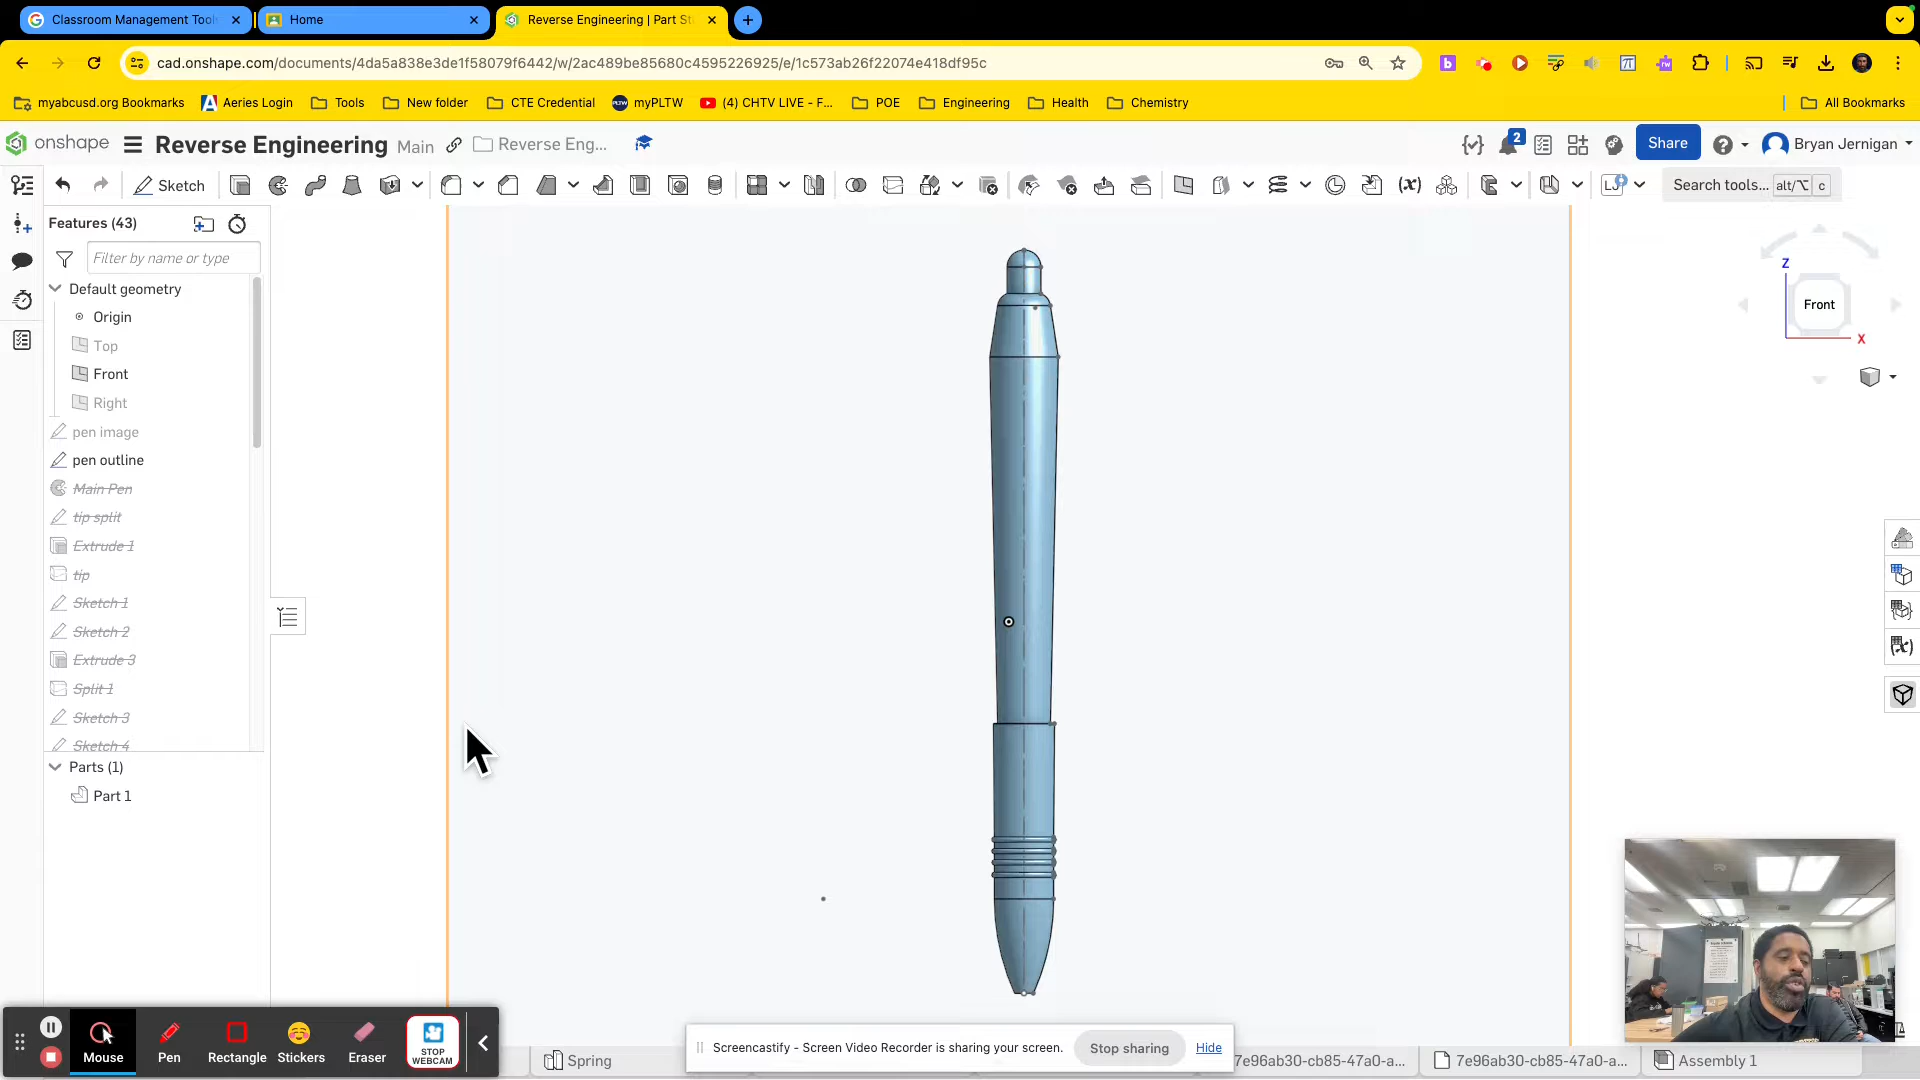 Classroom Management Tool
Home
Reverse Engineering | Part St
cad.onshape.com/documents/4da5a838e3de1f58079f6442/w/2ac489be85680c4595226925/e/1c573ab26f22074e418df95c
myabcusd.org Bookmarks
Aeries Login
Tools
New folder
CTE Credential
myPLTW
(4) CHTV LIVE - F...
POE
Engineering
Health
Chemistry
All Bookmarks
onshape
Reverse Engineering
Main
Reverse Eng...
2
Share
Bryan Jernigan
Sketch
Search tools...
alt/⌥
c
Features (43)
Filter by name or type
Default geometry
Origin
Top
Front
Right
pen image
pen outline
Main Pen
tip split
Extrude 1
tip
Sketch 1
Sketch 2
Extrude 3
Split 1
Sketch 3
Sketch 4
Parts (1)
Part 1
Z
Front
X
Mouse
Pen
Rectangle
Stickers
Eraser
STOP
WEBCAM
Spring
Screencastify - Screen Video Recorder is sharing your screen.
Stop sharing
Hide
7e96ab30-cb85-47a0-a...
7e96ab30-cb85-47a0-a...
Assembly 1